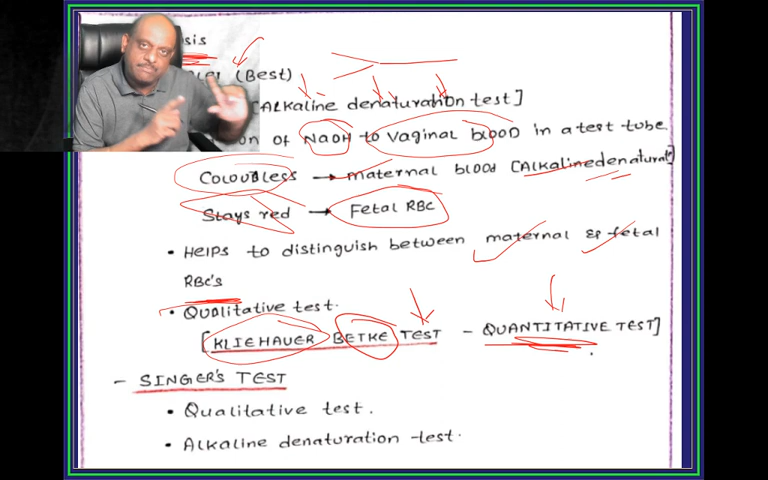 sis
(Best)
[Alkaline denaturation test]
on of NaOH to vaginal blood in a test tube
Colourless → maternal blood [Alkaline denatural]
Stays red → Fetal RBC
• Helps to distinguish between maternal & fetal
RBC's
• Qualitative test.
[KLIEHAUER BETKE TEST - QUANTITATIVE TEST]
- SINGER'S TEST
• Qualitative test.
• Alkaline denaturation test.